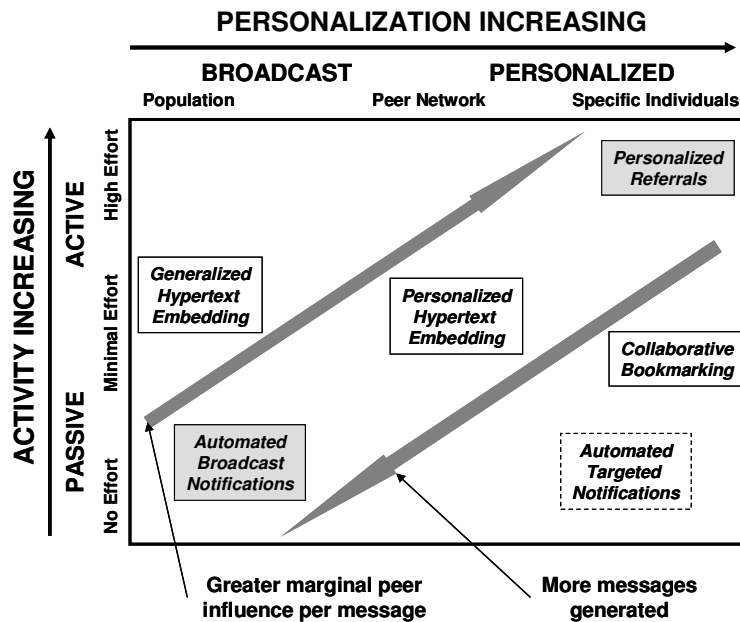 PERSONALIZATION INCREASING
BROADCAST
PERSONALIZED
Population
Peer Network
Specific Individuals
ACTIVITY INCREASING
ACTIVE
PASSIVE
High Effort
Minimal Effort
No Effort
Personalized
Referrals
Generalized
Hypertext
Embedding
Personalized
Hypertext
Embedding
Collaborative
Bookmarking
Automated
Broadcast
Notifications
Automated
Targeted
Notifications
Greater marginal peer
influence per message
More messages
generated